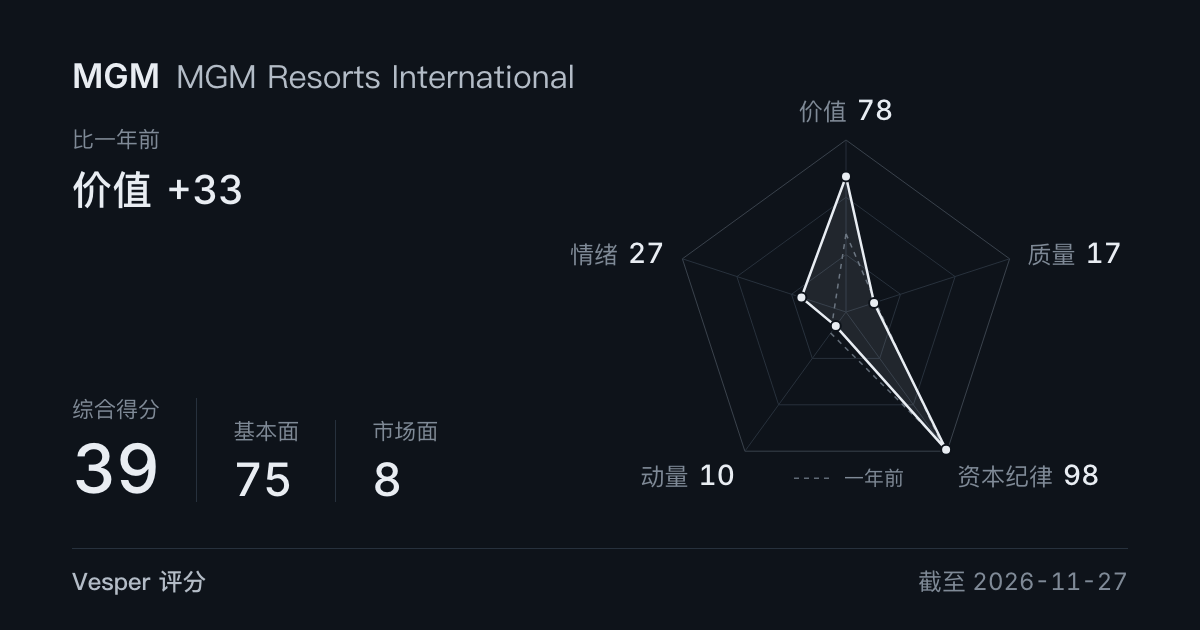 MGM MGM Resorts International
比一年前
价值 +33
价值 78
情绪 27
质量 17
动量 10
---- 一年前
资本纪律 98
综合得分
39
基本面
75
市场面
8
Vesper 评分
截至 2026-11-27